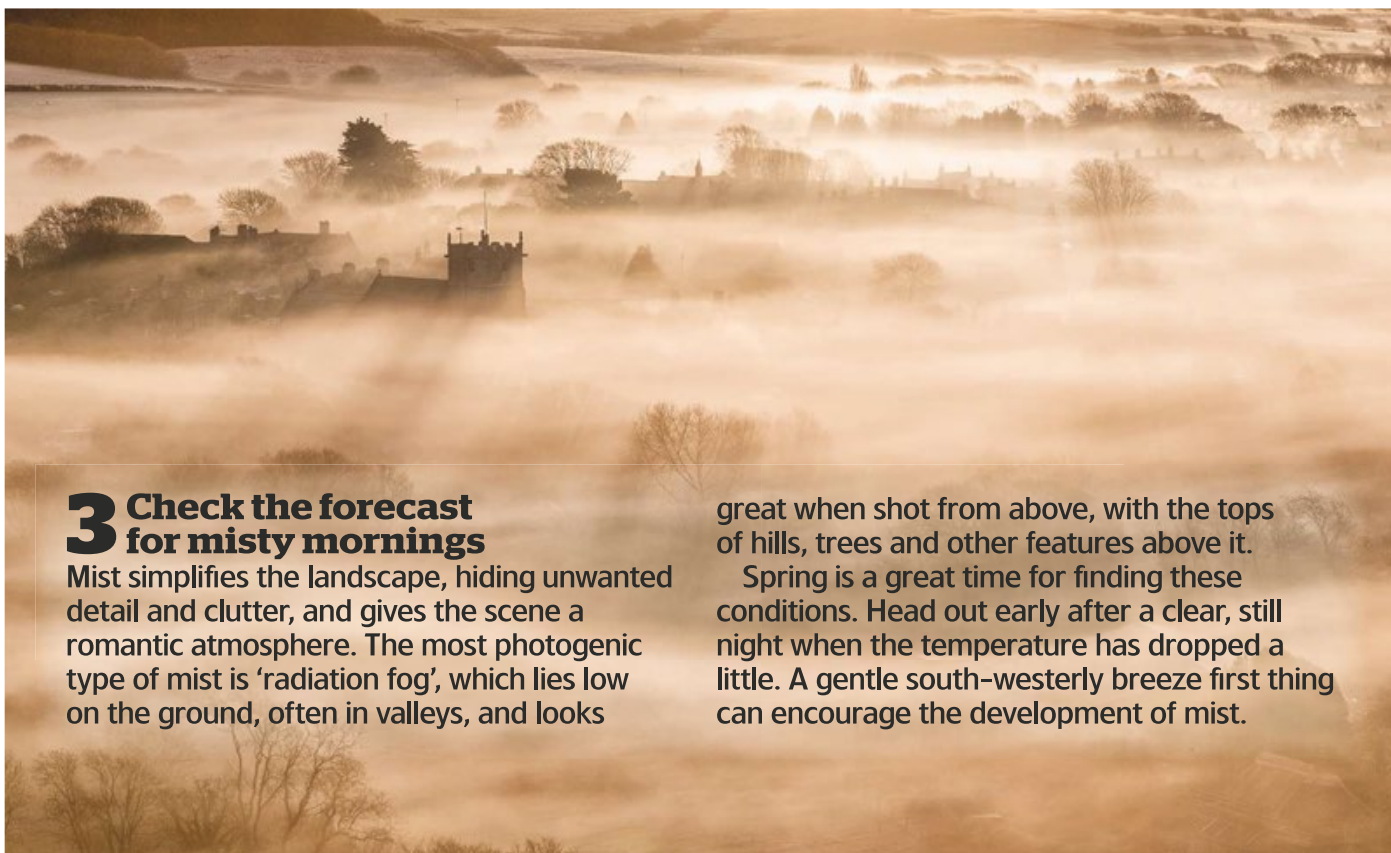 3 Check the forecast
for misty mornings
Mist simplifies the landscape, hiding unwanted
detail and clutter, and gives the scene a
romantic atmosphere. The most photogenic
type of mist is ‘radiation fog’, which lies low
on the ground, often in valleys, and looks
great when shot from above, with the tops
of hills, trees and other features above it.
Spring is a great time for finding these
conditions. Head out early after a clear, still
night when the temperature has dropped a
little. A gentle south-westerly breeze first thing
can encourage the development of mist.